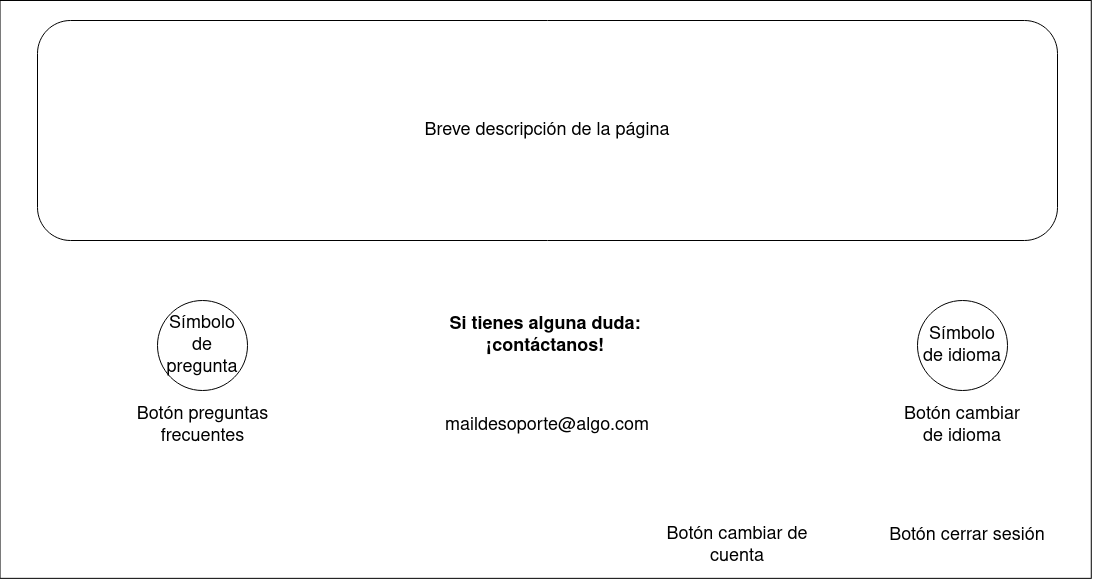 Breve descripción de la página
Símbolo
de
pregunta
Botón preguntas
frecuentes
Si tienes alguna duda:
¡contáctanos!
maildesoporte@algo.com
Símbolo
de idioma
Botón cambiar
de idioma
Botón cambiar de
cuenta
Botón cerrar sesión